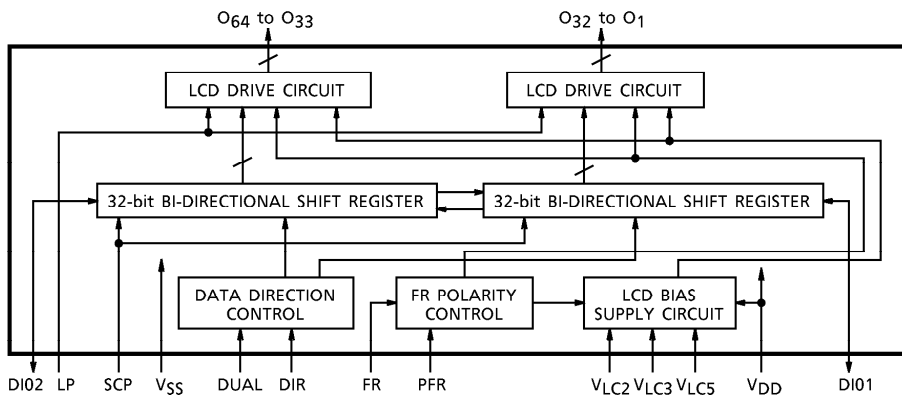 O64 to O33 O32 to O1
LCD DRIVE CIRCUIT LCD DRIVE CIRCUIT
32-bit BI-DIRECTIONAL SHIFT REGISTER 32-bit BI-DIRECTIONAL SHIFT REGISTER
DATA DIRECTION CONTROL FR POLARITY CONTROL LCD BIAS SUPPLY CIRCUIT
DI02 LP SCP VSS DUAL DIR FR PFR VLC2 VLC3 VLC5 VDD DI01